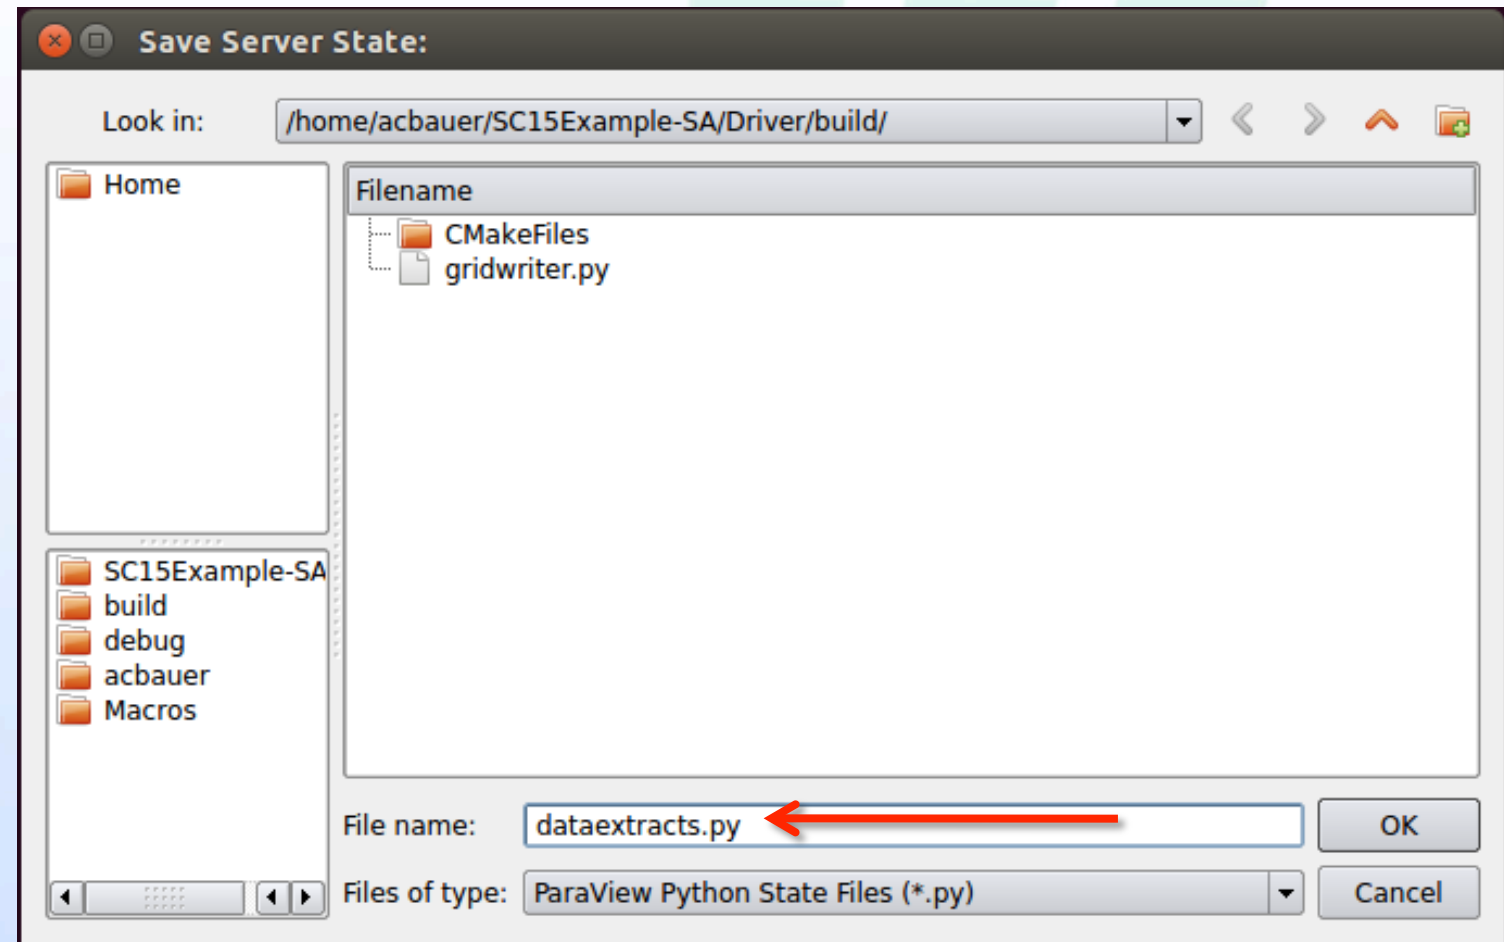 Save Server State:
Look in: /home/acbauer/SC15Example-SA/Driver/build/
Home
Filename
CMakeFiles
gridwriter.py
SC15Example-SA
build
debug
acbauer
Macros
File name: dataextracts.py OK
Files of type: ParaView Python State Files (*.py) Cancel